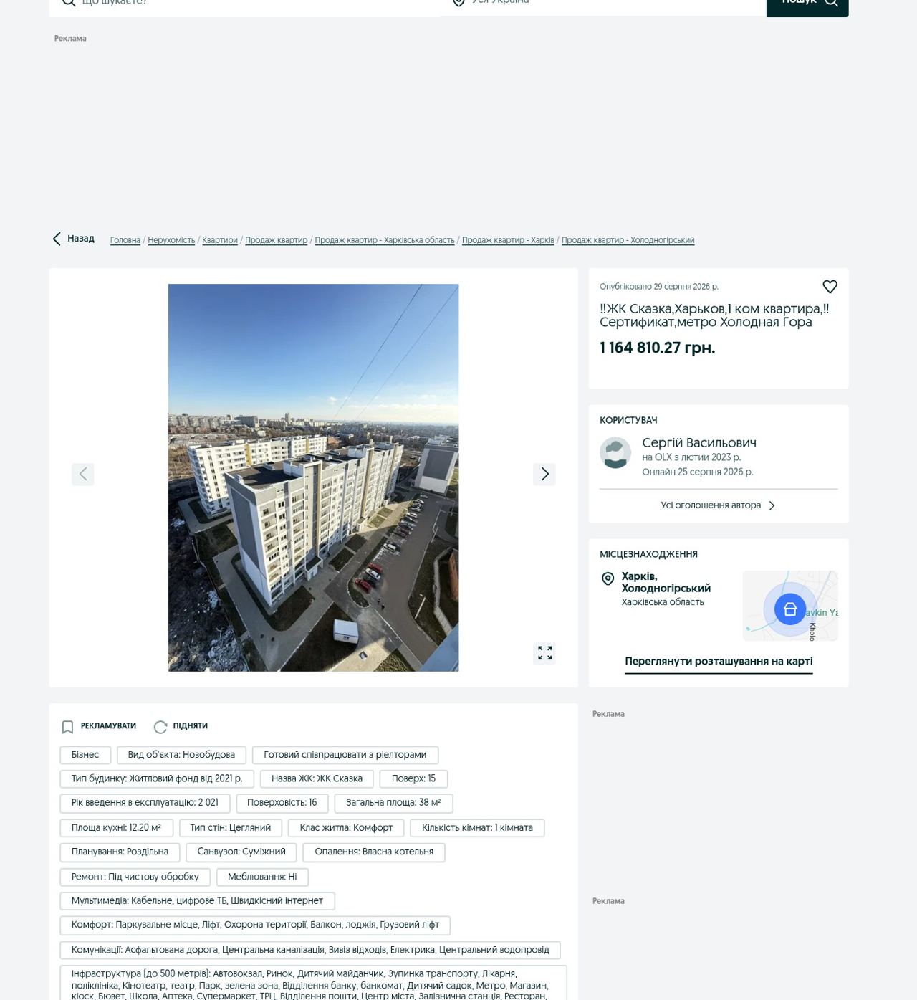 Що шукаєте?
Уся Україна
Пошук
Реклама
Назад
Головна / Нерухомість / Квартири / Продаж квартир / Продаж квартир - Харківська область / Продаж квартир - Харків / Продаж квартир - Холодногірський
Опубліковано 29 серпня 2026 р.
!!ЖК Сказка,Харьков,1 ком квартира,!!
Сертификат,метро Холодная Гора
1 164 810.27 грн.
КОРИСТУВАЧ
Сергій Васильович
на OLX з лютий 2023 р.
Онлайн 25 серпня 2026 р.
Усі оголошення автора
МІСЦЕЗНАХОДЖЕННЯ
Харків,
Холодногірський
Харківська область
avkin Ya
Kholo
Переглянути розташування на карті
РЕКЛАМУВАТИ
ПІДНЯТИ
Реклама
Бізнес
Вид об'єкта: Новобудова
Готовий співпрацювати з ріелторами
Тип будинку: Житловий фонд від 2021 р.
Назва ЖК: ЖК Сказка
Поверх: 15
Рік введення в експлуатацію: 2 021
Поверховість: 16
Загальна площа: 38 м²
Площа кухні: 12.20 м²
Тип стін: Цегляний
Клас житла: Комфорт
Кількість кімнат: 1 кімната
Планування: Роздільна
Санвузол: Суміжний
Опалення: Власна котельня
Ремонт: Під чистову обробку
Меблювання: Ні
Мультимедіа: Кабельне, цифрове ТБ, Швидкісний інтернет
Реклама
Комфорт: Паркувальне місце, Ліфт, Охорона території, Балкон, лоджія, Грузовий ліфт
Комунікації: Асфальтована дорога, Центральна каналізація, Вивіз відходів, Електрика, Центральний водопровід
Інфраструктура (до 500 метрів): Автовокзал, Ринок, Дитячий майданчик, Зупинка транспорту, Лікарня,
поліклініка, Кінотеатр, театр, Парк, зелена зона, Відділення банку, банкомат, Дитячий садок, Метро, Магазин,
кіоск, Бювет, Школа, Аптека, Супермаркет, ТРЦ, Відділення пошти, Центр міста, Залізнична станція, Ресторан,